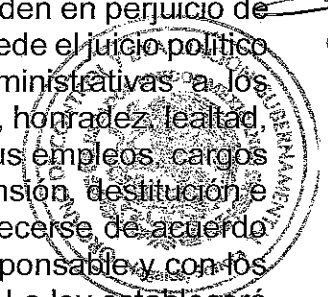 den en perjuicio de
ede el juicio político
ministrativas a los
, honradez, lealtad,
us empleos, cargos
nsión, destitución e
ecerse de acuerdo
ponsable y con los